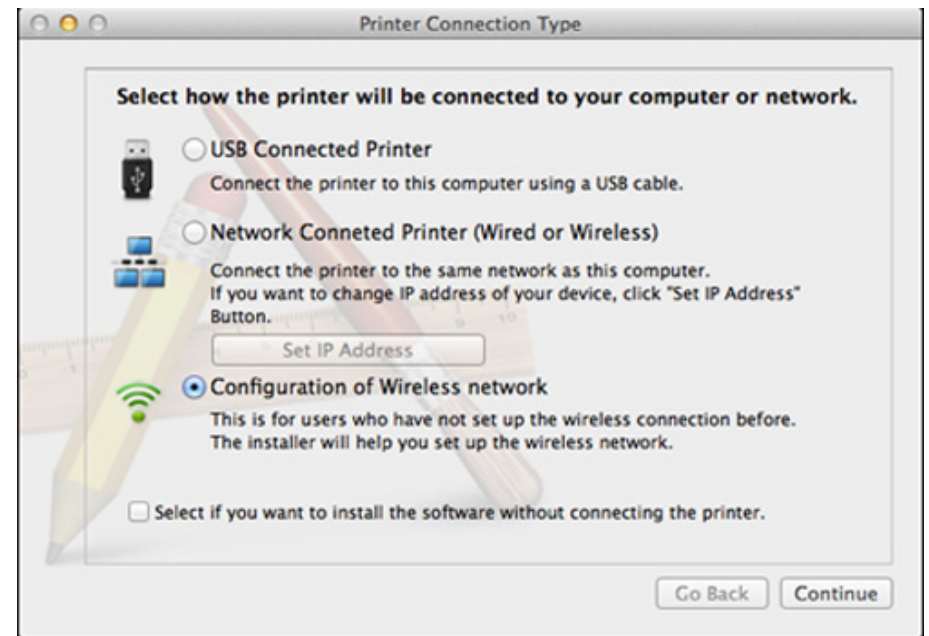 Printer Connection Type
Select how the printer will be connected to your computer or network.
USB Connected Printer
Connect the printer to this computer using a USB cable.
Network Conneted Printer (Wired or Wireless)
Connect the printer to the same network as this computer.
If you want to change IP address of your device, click "Set IP Address"
Button.
Set IP Address
Configuration of Wireless network
This is for users who have not set up the wireless connection before.
The installer will help you set up the wireless network.
Select if you want to install the software without connecting the printer.
Go Back Continue